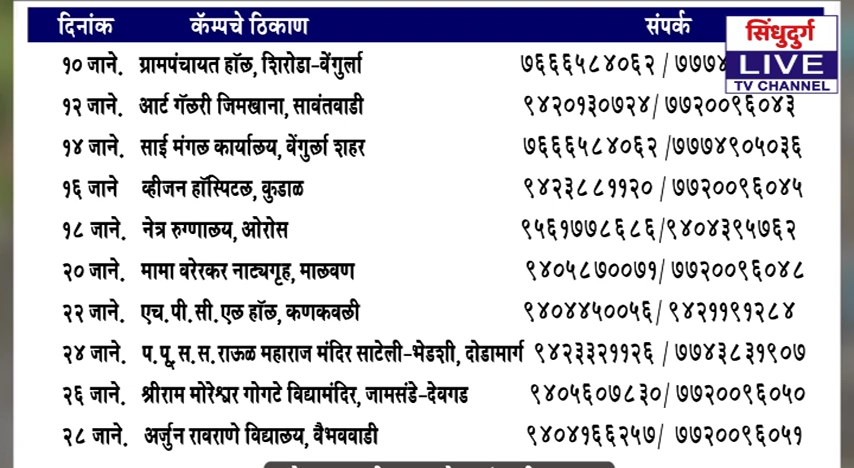 दिनांक कॅम्पचे ठिकाण संपर्क
सिंधुदुर्ग
LIVE
TV CHANNEL
१० जाने. ग्रामपंचायत हॉल, शिरोडा-वेंगुर्ला ७६६६५८४०६२ / ७७७४
१२ जाने. आर्ट गॅलरी जिमखाना, सावंतवाडी ९४२०१३०७२४/ ७७२००९६०४३
१४ जाने. साई मंगल कार्यालय, वेंगुर्ला शहर ७६६६५८४०६२ /७७७४९०५०३६
१६ जाने व्हीजन हॉस्पिटल, कुडाळ ९४२३८८११२० / ७७२००९६०४५
१८ जाने. नेत्र रुग्णालय, ओरोस ९५६१७७८६८६/९४०४३९५७६२
२० जाने. मामा वरेरकर नाट्यगृह, मालवण ९४०५८७००७१/ ७७२००९६०४८
२२ जाने. एच.पी.सी.एल हॉल, कणकवली ९४०४४५००५६/ ९४२११९१२८४
२४ जाने. प.पू.स.स.राऊळ महाराज मंदिर साटेली-भेडशी, दोडामार्ग ९४२३३२११२६ / ७७४३८३१९०७
२६ जाने. श्रीराम मोरेश्वर गोगटे विद्यामंदिर, जामसंडे-देवगड ९४०५६०७८३०/ ७७२००९६०५०
२८ जाने. अर्जुन रावराणे विद्यालय, वैभववाडी ९४०४१६६२५७/ ७७२००९६०५१